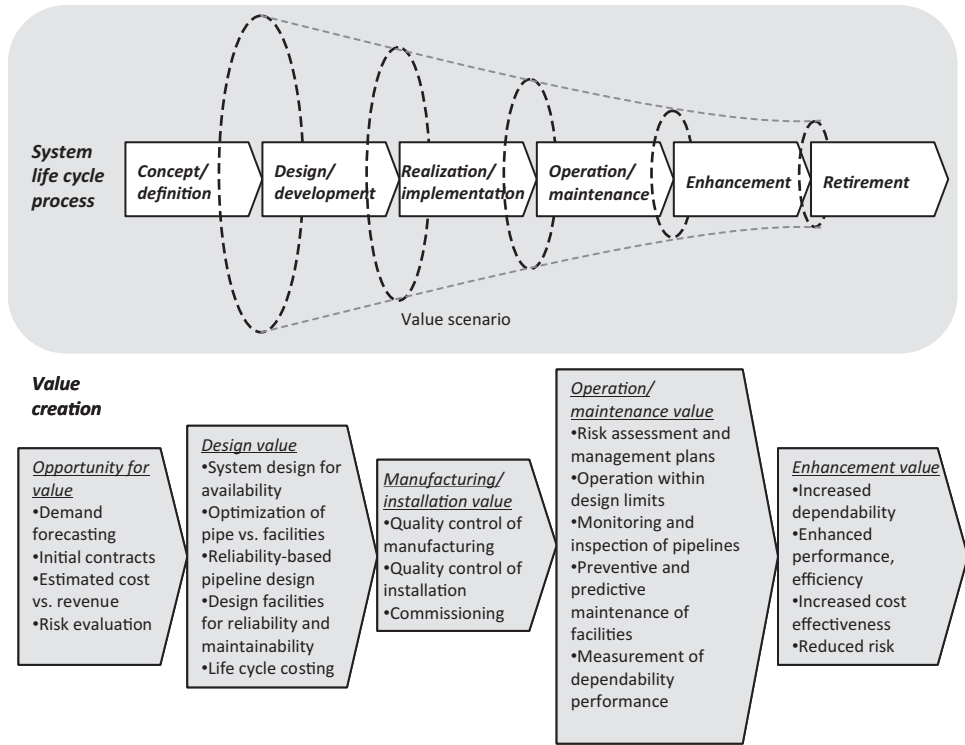 System
life cycle
process
Concept/
definition
Design/
development
Realization/
implementation
Operation/
maintenance
Enhancement
Retirement
Value scenario
Value
creation
Opportunity for
value
•Demand
forecasting
•Initial contracts
•Estimated cost
vs. revenue
•Risk evaluation
Design value
•System design for
availability
•Optimization of
pipe vs. facilities
•Reliability-based
pipeline design
•Design facilities
for reliability and
maintainability
•Life cycle costing
Manufacturing/
installation value
•Quality control of
manufacturing
•Quality control of
installation
•Commissioning
Operation/
maintenance value
•Risk assessment and
management plans
•Operation within
design limits
•Monitoring and
inspection of pipelines
•Preventive and
predictive
maintenance of
facilities
•Measurement of
dependability
performance
Enhancement value
•Increased
dependability
•Enhanced
performance,
efficiency
•Increased cost
effectiveness
•Reduced risk